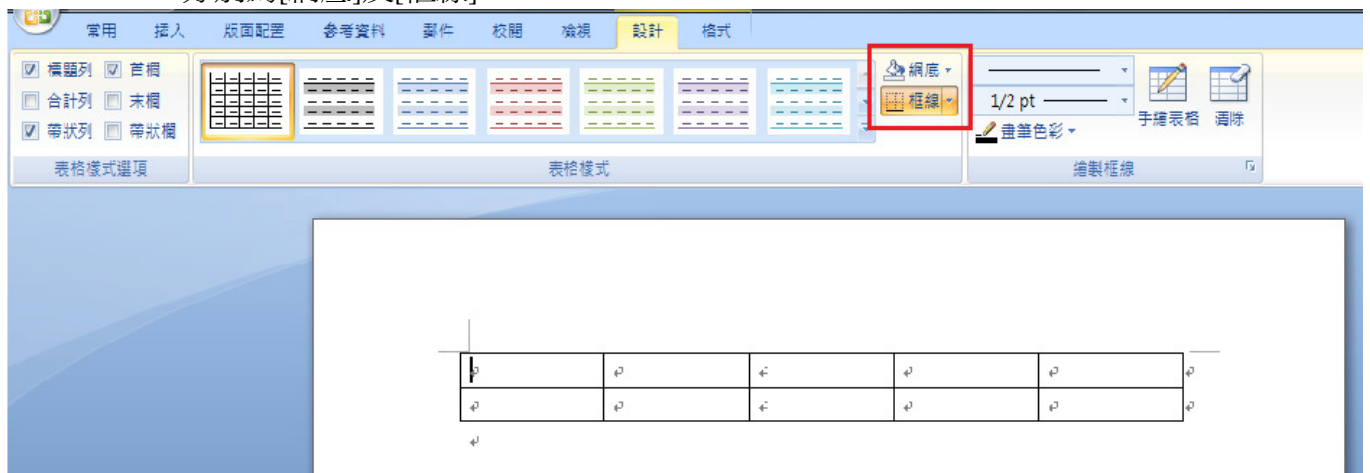 常用 插入 版面配置 參考資料 郵件 校閱 檢視 設計 格式
標題列 首欄
合計列 末欄
帶狀列 帶狀欄
表格樣式選項
網底
框線
表格樣式
1/2 pt
畫筆色彩
手繪表格 清除
繪製框線